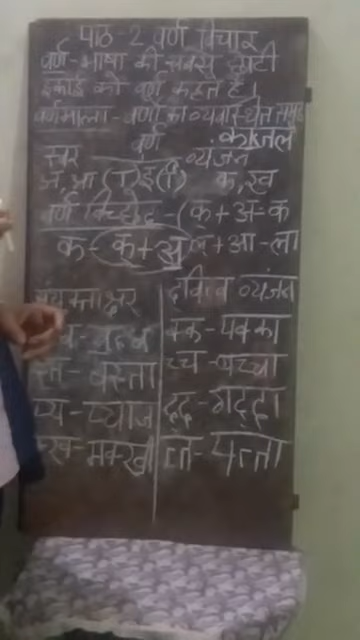 पाठ-2 वर्ण विचार
वर्ण-भाषा की सबसे छोटी
इकाई को वर्ण कहते है।
वर्णमाला-वर्णो का व्यवस्थित समूह
वर्ण काजल
स्वर व्यंजन
अ,आ(ा)इ(ि) क,ख
वर्ण विच्छेद-(क्+अ=क
क-क्+अ ल्+आ-ला
संयुक्ताक्षर द्वित्व व्यंजन
क्क-पक्का
स्त-बस्ता च्च-बच्चा
प्य-प्याज द्द-गद्दा
क्ख-मक्खी त्त-पत्ता